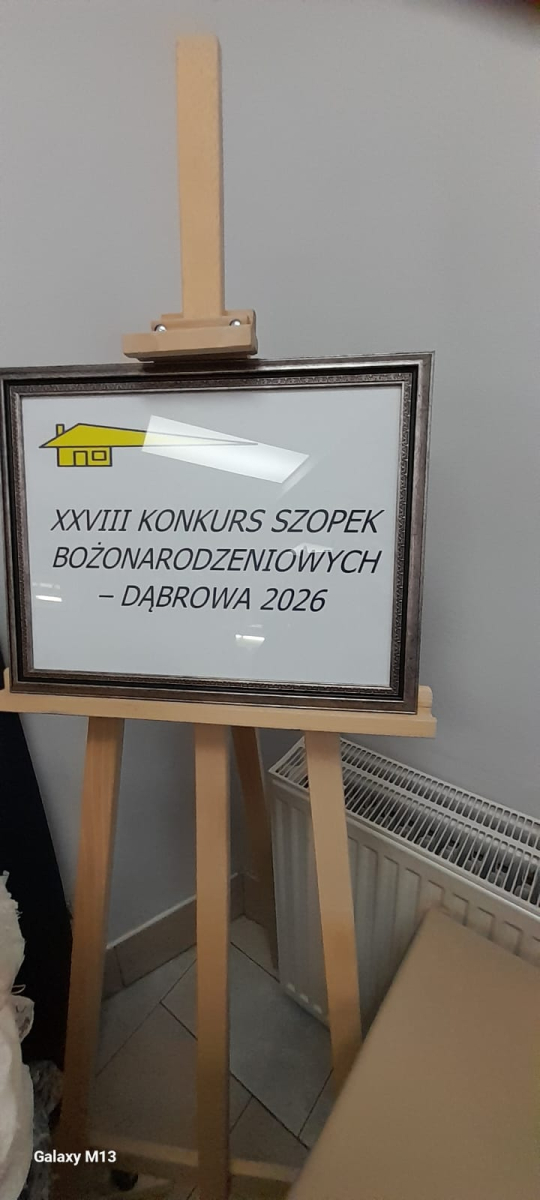 XXVIII KONKURS SZOPEK
BOŻONARODZENIOWYCH
– DĄBROWA 2026
Galaxy M13